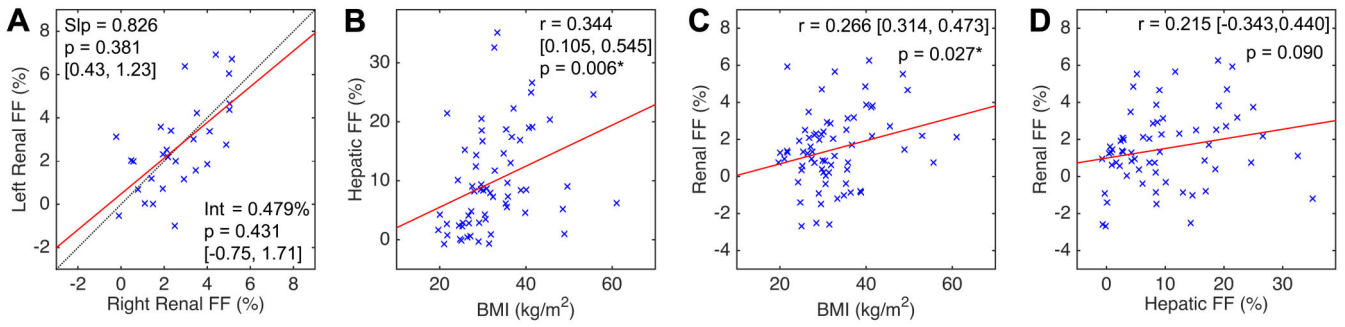 A
Slp = 0.826
p = 0.381
[0.43, 1.23]
Int = 0.479%
p = 0.431
[-0.75, 1.71]
8
6
4
2
0
-2
-2
0
2
4
6
8
Left Renal FF (%)
Right Renal FF (%)
B
r = 0.344
[0.105, 0.545]
p = 0.006*
30
20
10
0
20
40
60
Hepatic FF (%)
BMI (kg/m2)
C
r = 0.266 [0.314, 0.473]
p = 0.027*
8
6
4
2
0
-2
-4
20
40
60
Renal FF (%)
BMI (kg/m2)
D
r = 0.215 [-0.343,0.440]
p = 0.090
8
6
4
2
0
-2
-4
0
10
20
30
Renal FF (%)
Hepatic FF (%)